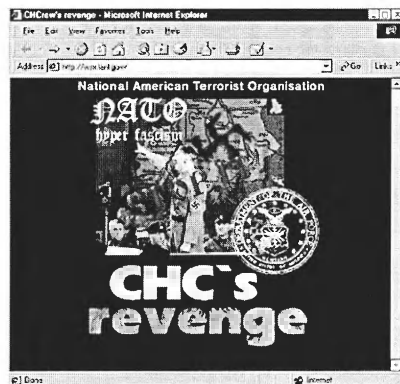 CHCrew's revenge - Microsoft Internet Explorer
File Edit View Favorites Tools Help
Address
Go Links »
National American Terrorist Organisation
NATO
hyper fascism
CHC`s
revenge
Done Internet